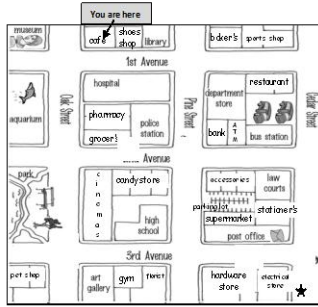 You are here
museum
cafe
shoes
shop
library
baker's
sports shop
1st Avenue
aquarium
Oak Street
hospital
pharmacy
grocer's
police
station
Pine Street
department
store
restaurant
bank
ATM
bus station
Cedar Street
Avenue
park
cinemas
candystore
high
school
accessories
law
courts
parking lot
supermarket
stationer's
post office
3rd Avenue
pet shop
art
gallery
gym
florist
hardware
store
electrical
store